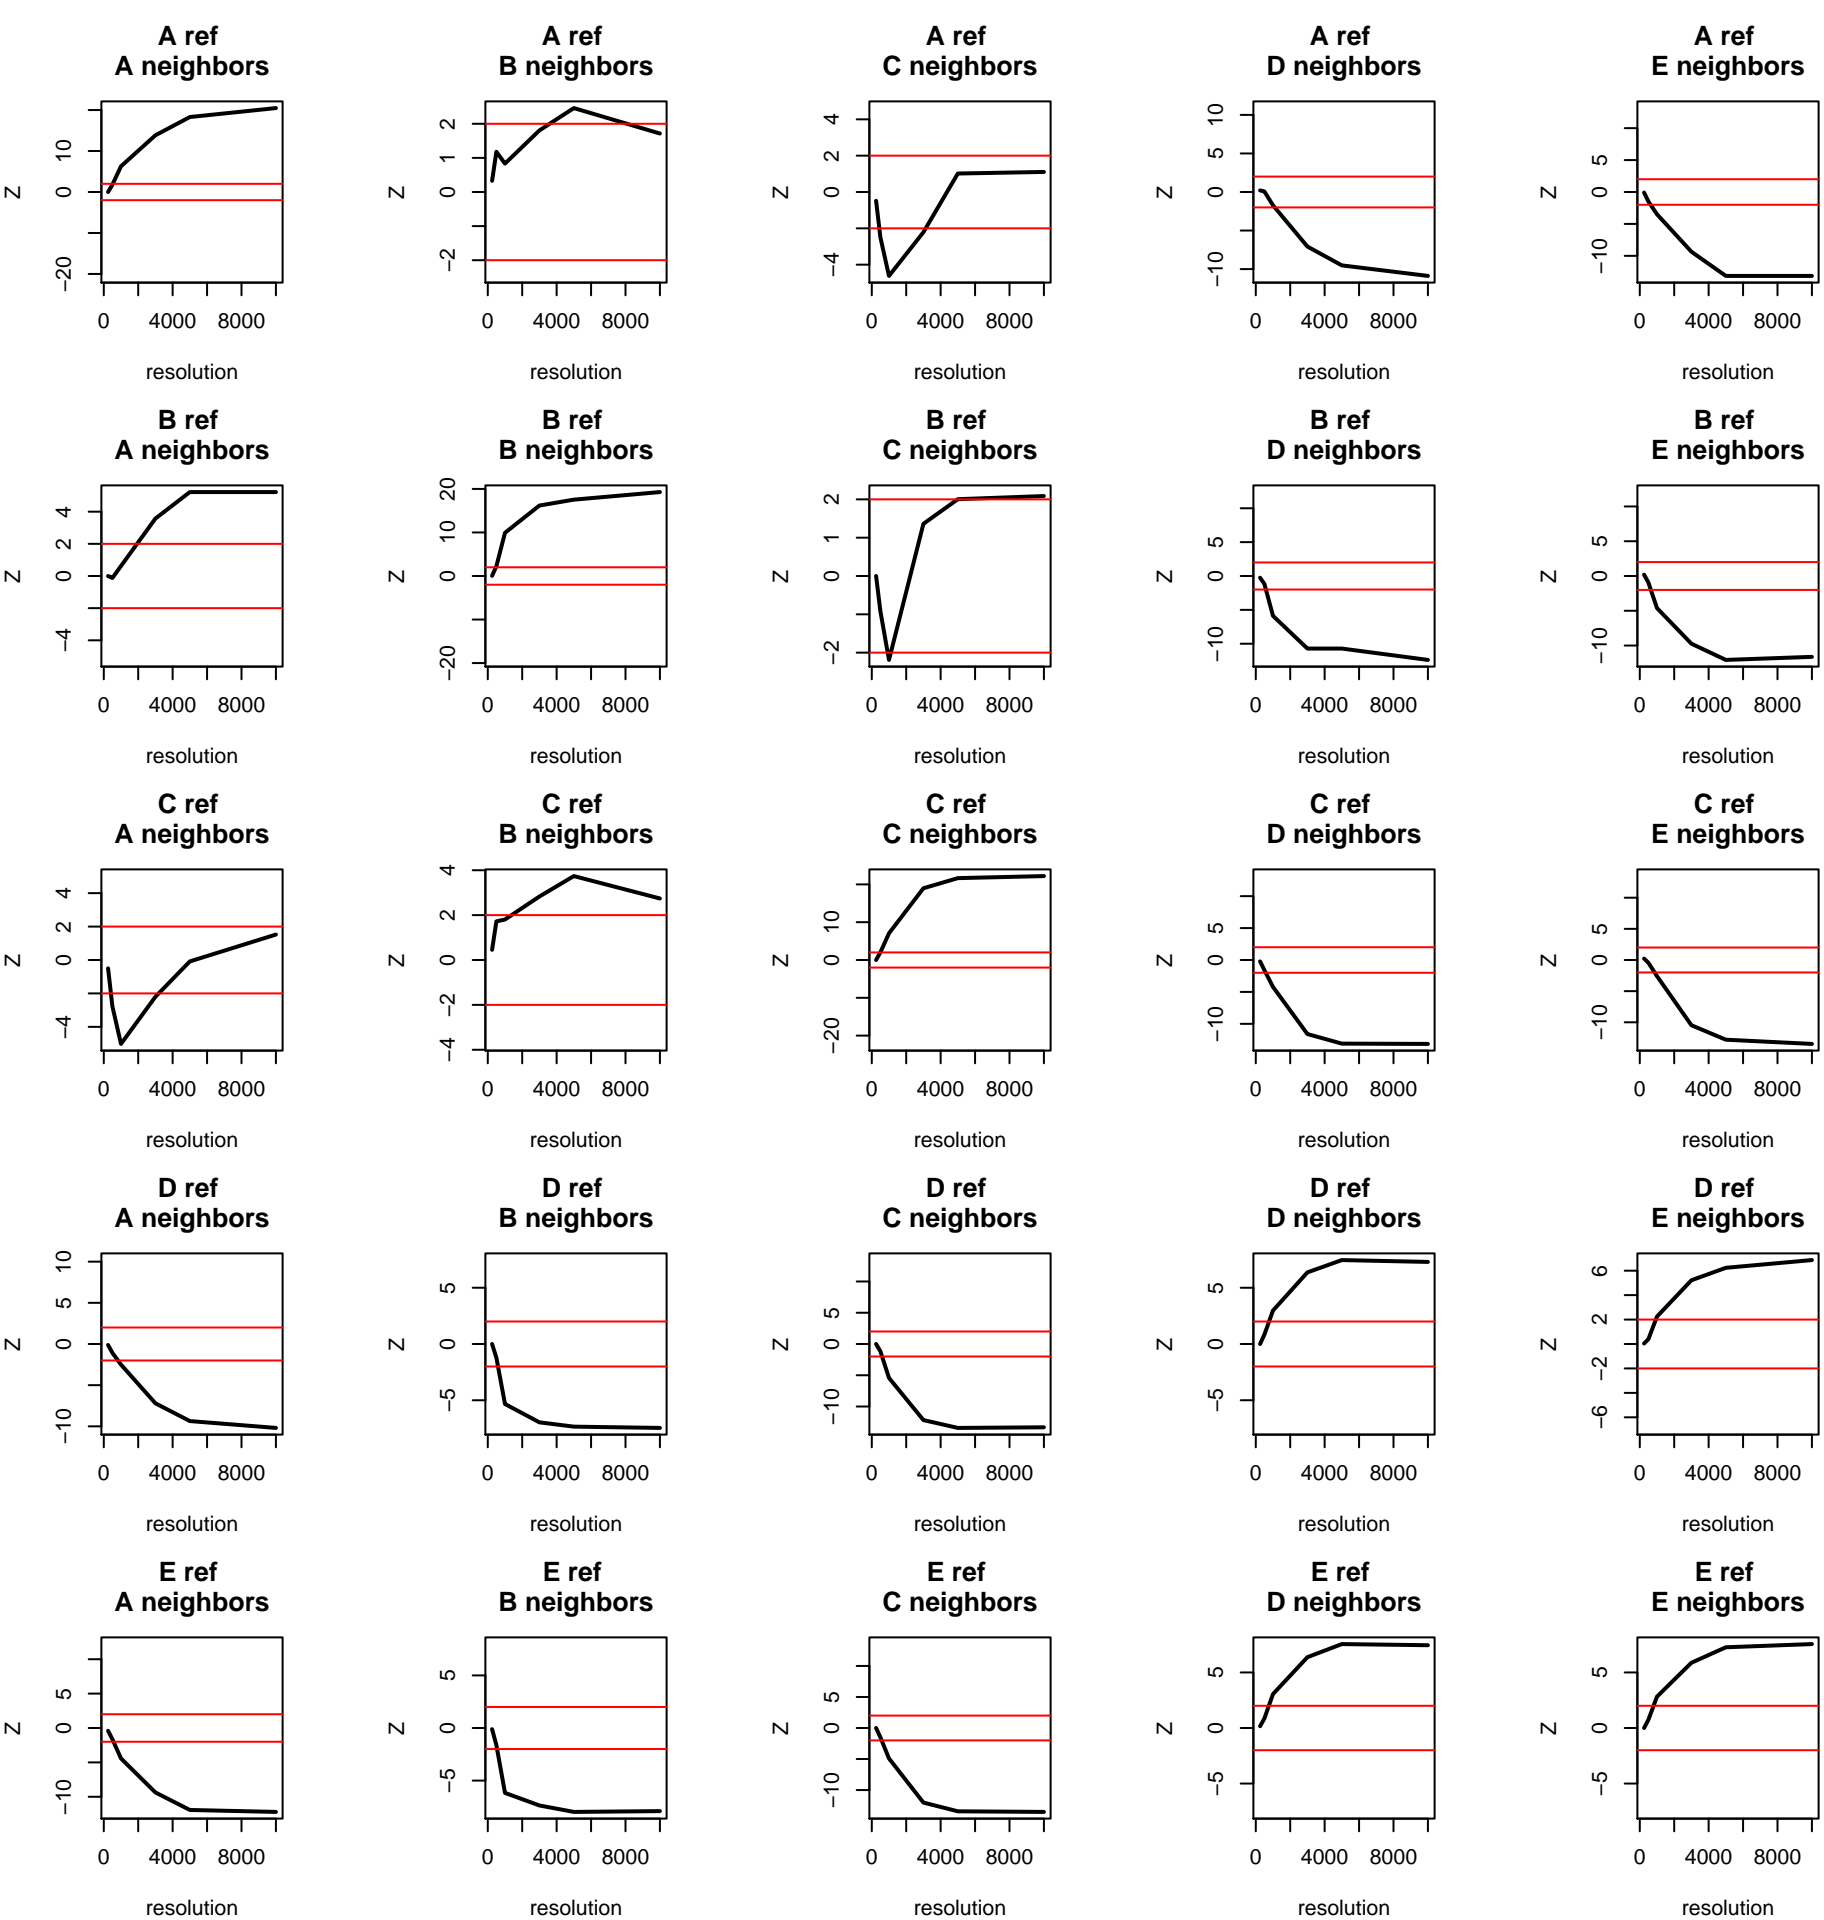 A ref
A neighbors
Z
−20 0 10
0 4000 8000
resolution
A ref
B neighbors
Z
−2 0 1 2
0 4000 8000
resolution
A ref
C neighbors
Z
−4 0 2 4
0 4000 8000
resolution
A ref
D neighbors
Z
−10 0 5 10
0 4000 8000
resolution
A ref
E neighbors
Z
−10 0 5
0 4000 8000
resolution
B ref
A neighbors
Z
−4 0 2 4
0 4000 8000
resolution
B ref
B neighbors
Z
−20 0 10 20
0 4000 8000
resolution
B ref
C neighbors
Z
−2 0 1 2
0 4000 8000
resolution
B ref
D neighbors
Z
−10 0 5
0 4000 8000
resolution
B ref
E neighbors
Z
−10 0 5
0 4000 8000
resolution
C ref
A neighbors
Z
−4 0 2 4
0 4000 8000
resolution
C ref
B neighbors
Z
−4 −2 0 2 4
0 4000 8000
resolution
C ref
C neighbors
Z
−20 0 10
0 4000 8000
resolution
C ref
D neighbors
Z
−10 0 5
0 4000 8000
resolution
C ref
E neighbors
Z
−10 0 5
0 4000 8000
resolution
D ref
A neighbors
Z
−10 0 5 10
0 4000 8000
resolution
D ref
B neighbors
Z
−5 0 5
0 4000 8000
resolution
D ref
C neighbors
Z
−10 0 5
0 4000 8000
resolution
D ref
D neighbors
Z
−5 0 5
0 4000 8000
resolution
D ref
E neighbors
Z
−6 −2 2 6
0 4000 8000
resolution
E ref
A neighbors
Z
−10 0 5
0 4000 8000
resolution
E ref
B neighbors
Z
−5 0 5
0 4000 8000
resolution
E ref
C neighbors
Z
−10 0 5
0 4000 8000
resolution
E ref
D neighbors
Z
−5 0 5
0 4000 8000
resolution
E ref
E neighbors
Z
−5 0 5
0 4000 8000
resolution